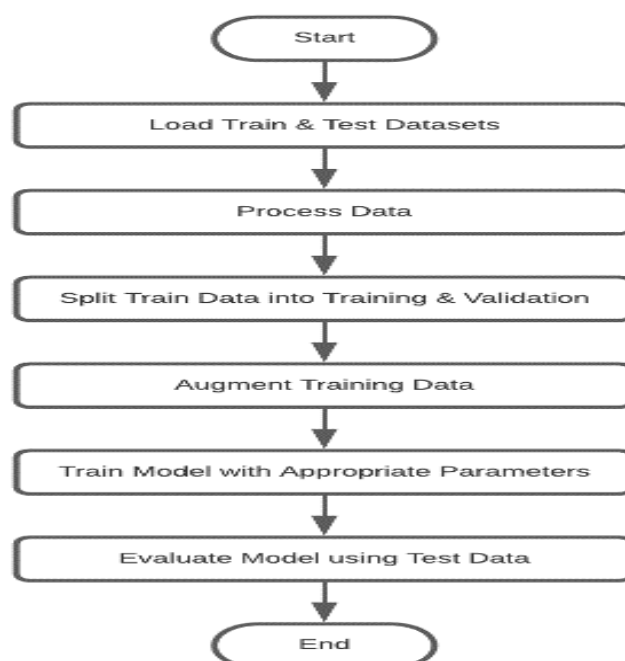 Start
Load Train & Test Datasets
Process Data
Split Train Data into Training & Validation
Augment Training Data
Train Model with Appropriate Parameters
Evaluate Model using Test Data
End